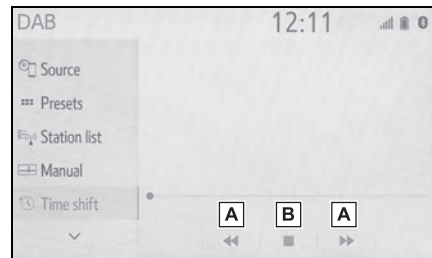 DAB 12:11
Source
Presets
Station list
Manual
Time shift
A B A